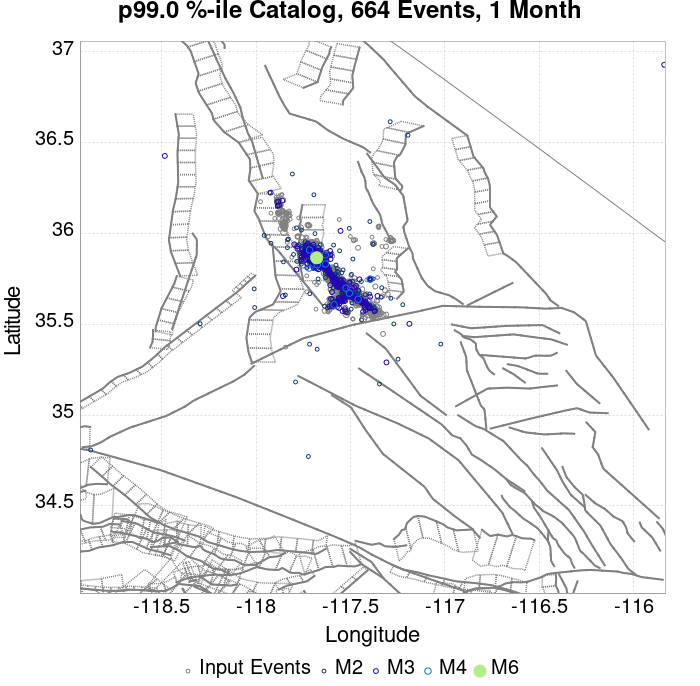 p99.0 %-ile Catalog, 664 Events, 1 Month
37
36.5
36
35.5
35
34.5
Latitude
-118.5 -118 -117.5 -117 -116.5 -116
Longitude
Input Events M2 M3 M4 M6